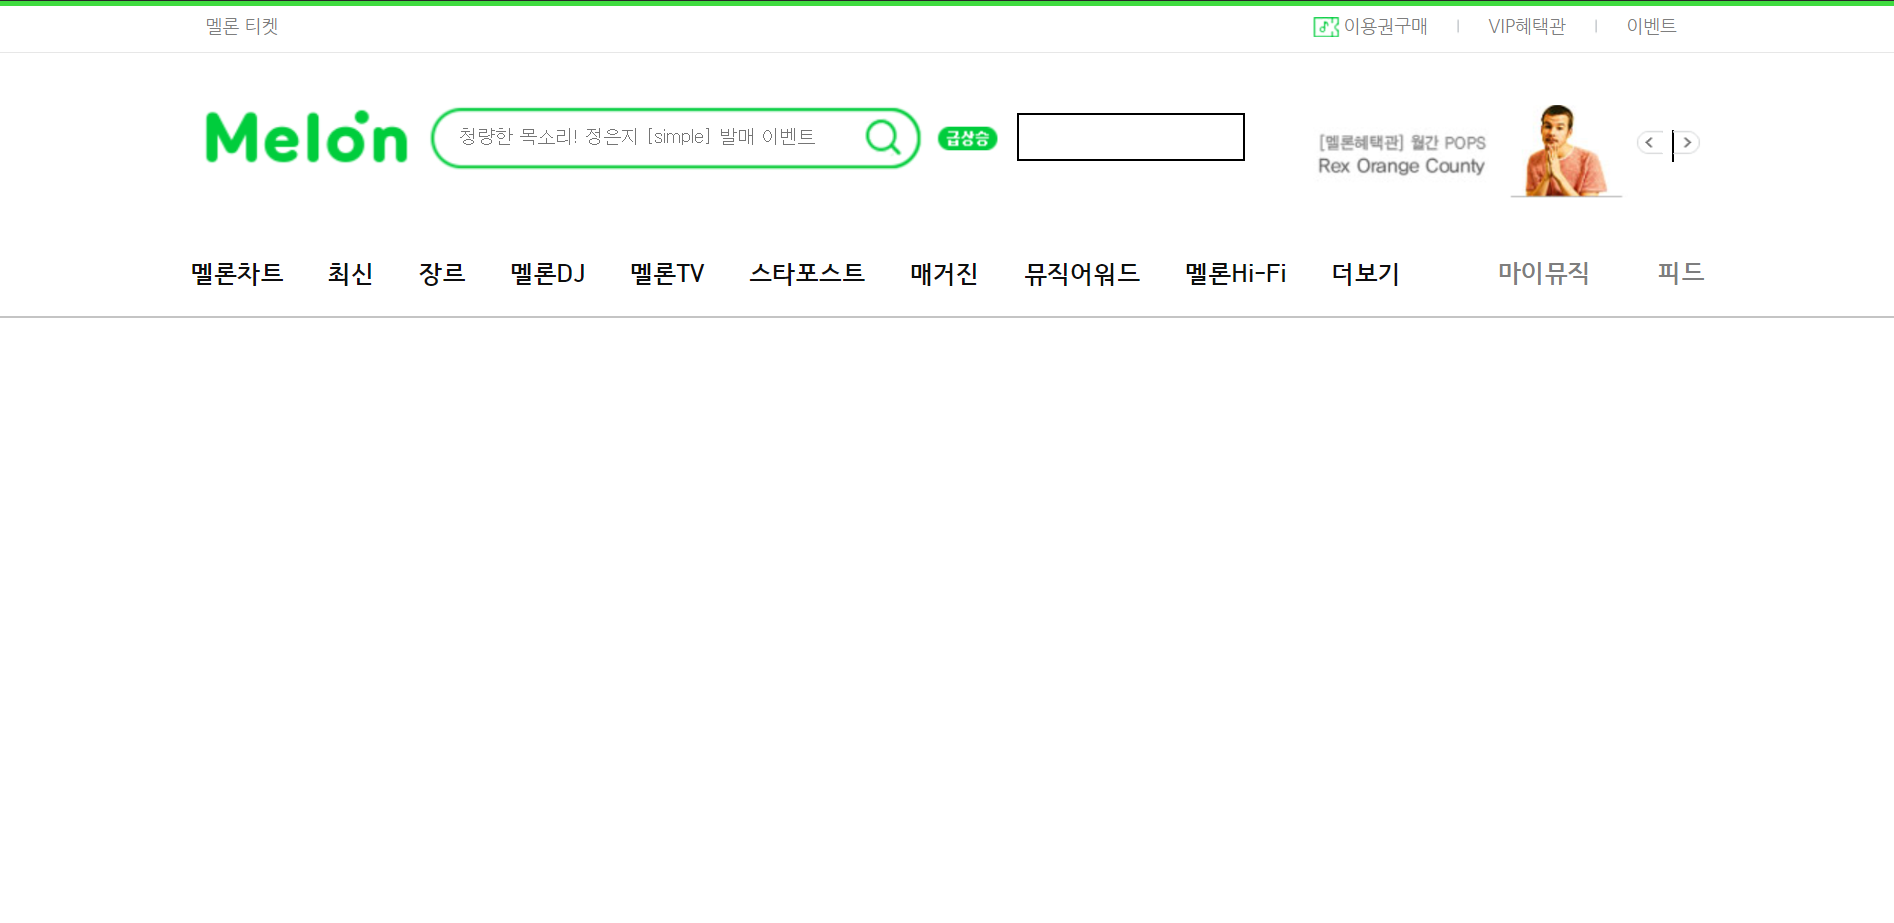 멜론 티켓
이용권구매 | VIP혜택관 | 이벤트
Melon
청량한 목소리! 정은지 [simple] 발매 이벤트
급상승
[멜론혜택관] 월간 POPS
Rex Orange County
멜론차트 최신 장르 멜론DJ 멜론TV 스타포스트 매거진 뮤직어워드 멜론Hi-Fi 더보기 마이뮤직 피드